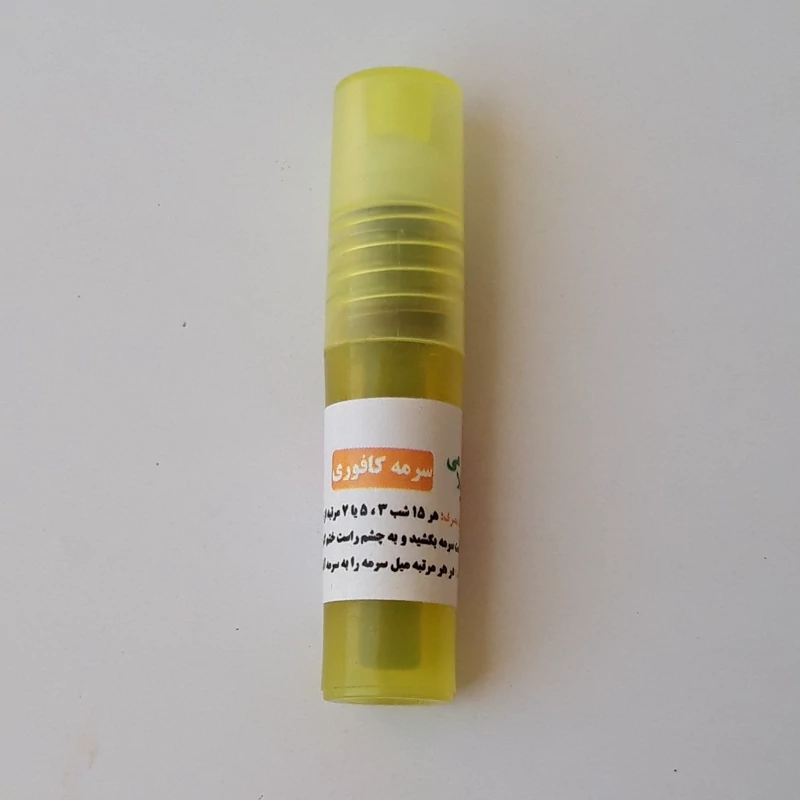 سرمه کافوری
هر ۱۵ شب ۳ ، ۵ یا ۷ مرتبه
سرمه بکشید و به چشم راست ختم
در هر مرتبه میل سرمه را به سرمه